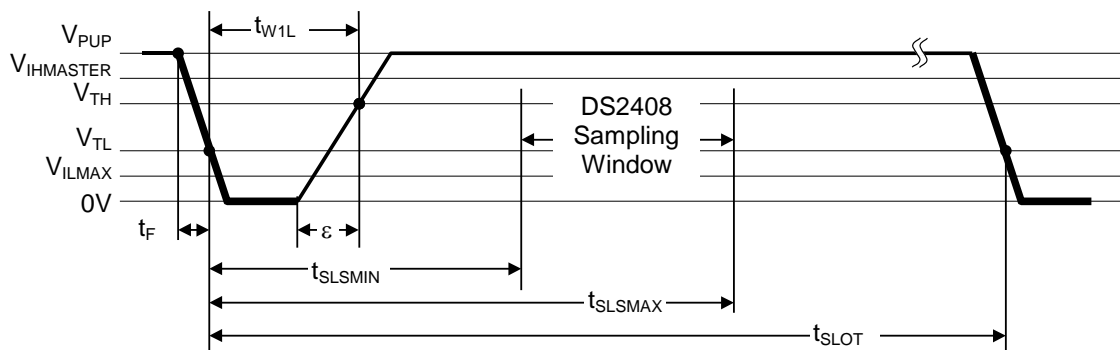 t_W1L
V_PUP
V_IHMASTER
V_TH
V_TL
V_ILMAX
0V
DS2408
Sampling
Window
t_F
ε
t_SLSMIN
t_SLSMAX
t_SLOT